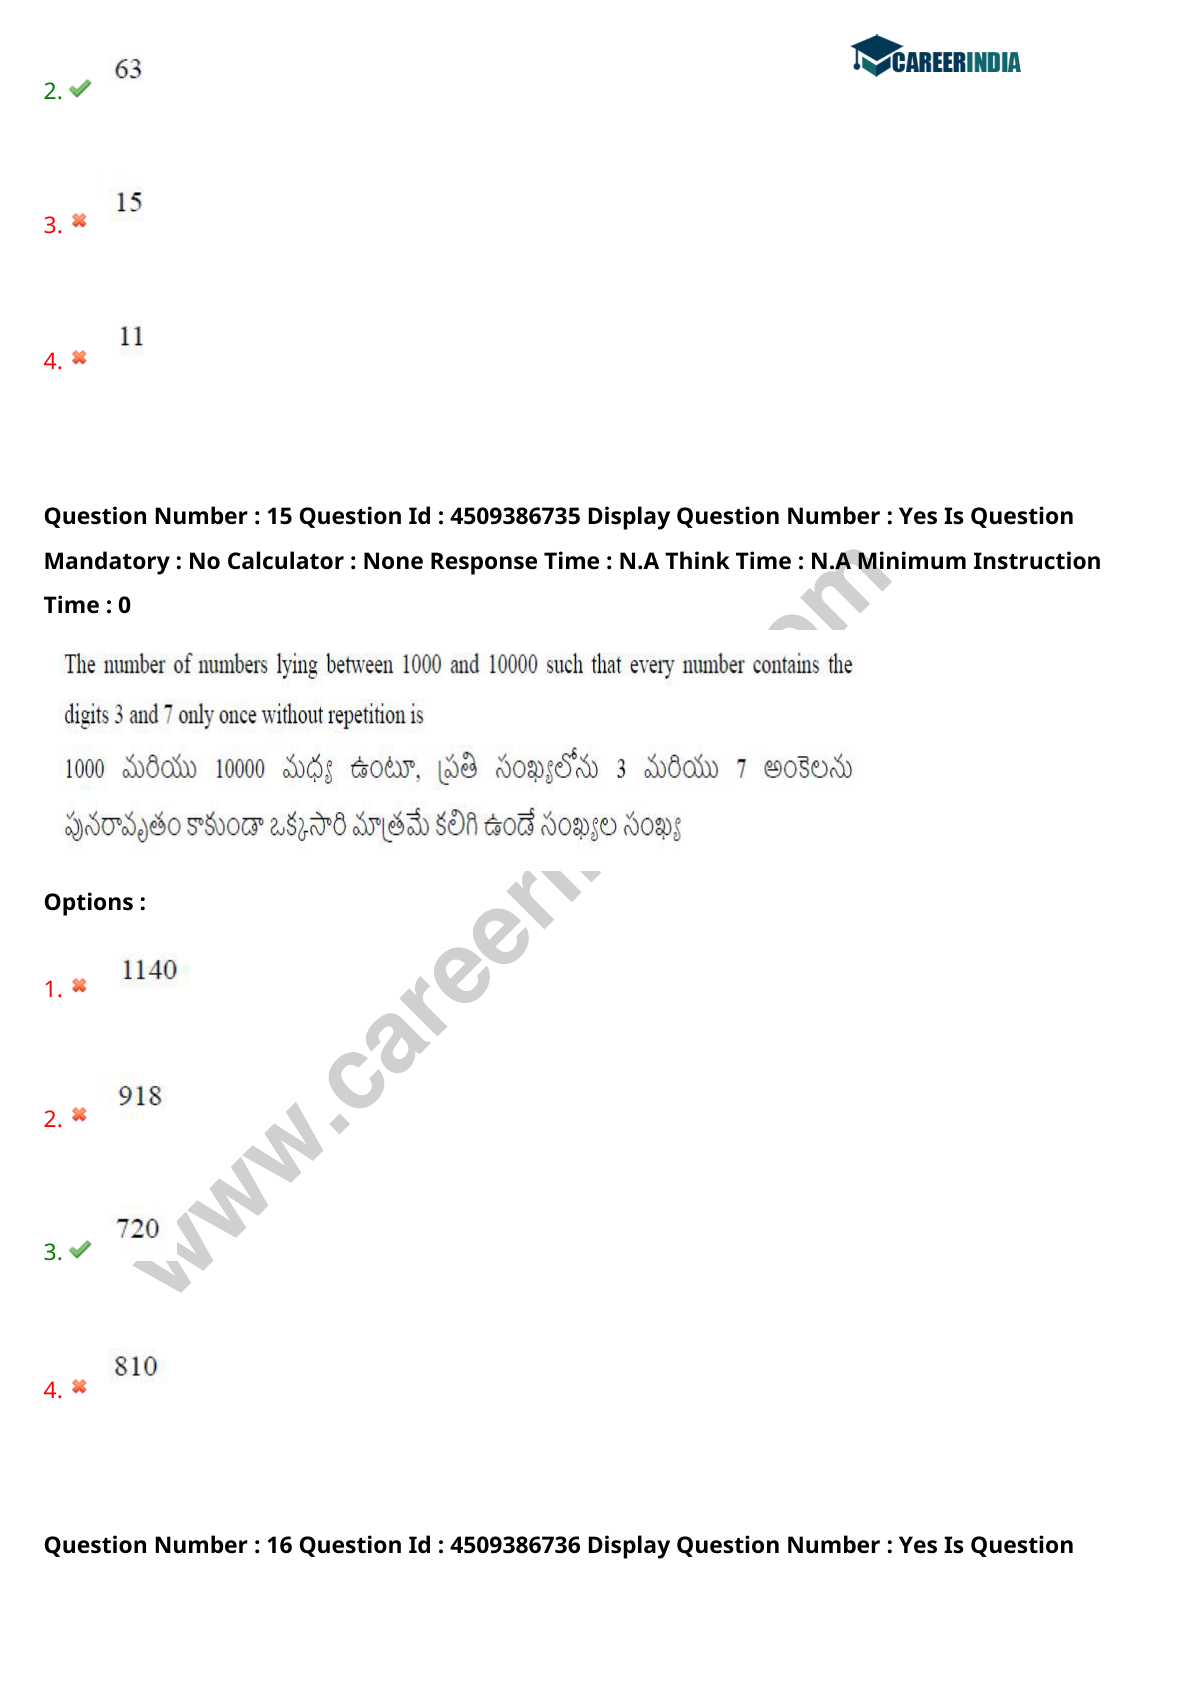 CAREERINDIA
63
2.
15
3.
11
4.
Question Number : 15 Question Id : 4509386735 Display Question Number : Yes Is Question
Mandatory : No Calculator : None Response Time : N.A Think Time : N.A Minimum Instruction
Time : 0
The number of numbers lying between 1000 and 10000 such that every number contains the
digits 3 and 7 only once without repetition is
1000 మరియు 10000 మధ్య ఉంటూ, ప్రతి సంఖ్యలోను 3 మరియు 7 అంకెలను
పునరావృతం కాకుండా ఒక్కసారి మాత్రమే కలిగి ఉండే సంఖ్యల సంఖ్య
Options :
1140
1.
918
2.
720
3.
810
4.
Question Number : 16 Question Id : 4509386736 Display Question Number : Yes Is Question